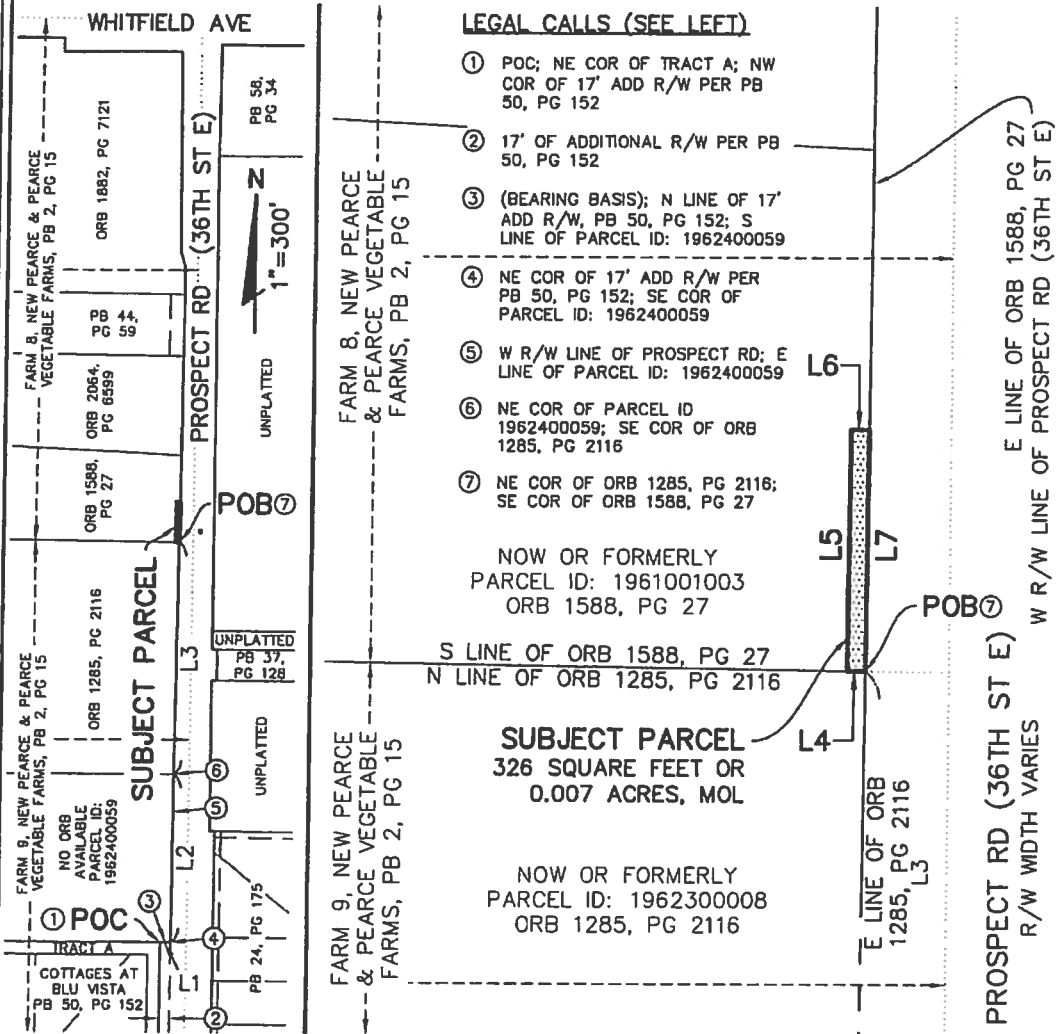 WHITFIELD AVE
FARM 8, NEW PEARCE & PEARCE
VEGETABLE FARMS, PB 2, PG 15
ORB 1882, PG 7121
PROSPECT RD (36TH ST E)
PB 58,
PG 34
N
1"=300'
PB 44,
PG 59
ORB 2064,
PG 6599
UNPLATTED
ORB 1588,
PG 27
POB⑦
SUBJECT PARCEL
FARM 9, NEW PEARCE & PEARCE
VEGETABLE FARMS, PB 2, PG 15
ORB 1285, PG 2116
L3
UNPLATTED
PB 37,
PG 128
UNPLATTED
⑥
⑤
NO ORB
AVAILABLE
PARCEL ID:
1962400059
L2
③
① POC
④
TRACT A
COTTAGES AT
BLU VISTA
PB 50, PG 152
L1
PB 24, PG 175
②
LEGAL CALLS (SEE LEFT)
① POC; NE COR OF TRACT A; NW
COR OF 17' ADD R/W PER PB
50, PG 152
② 17' OF ADDITIONAL R/W PER PB
50, PG 152
③ (BEARING BASIS); N LINE OF 17'
ADD R/W, PB 50, PG 152; S
LINE OF PARCEL ID: 1962400059
④ NE COR OF 17' ADD R/W PER
PB 50, PG 152; SE COR OF
PARCEL ID: 1962400059
⑤ W R/W LINE OF PROSPECT RD; E
LINE OF PARCEL ID: 1962400059
⑥ NE COR OF PARCEL ID
1962400059; SE COR OF ORB
1285, PG 2116
⑦ NE COR OF ORB 1285, PG 2116;
SE COR OF ORB 1588, PG 27
FARM 8, NEW PEARCE
& PEARCE VEGETABLE
FARMS, PB 2, PG 15
L6
L5
L7
NOW OR FORMERLY
PARCEL ID: 1961001003
ORB 1588, PG 27
POB⑦
S LINE OF ORB 1588, PG 27
N LINE OF ORB 1285, PG 2116
SUBJECT PARCEL
326 SQUARE FEET OR
0.007 ACRES, MOL
L4
FARM 9, NEW PEARCE
& PEARCE VEGETABLE
FARMS, PB 2, PG 15
NOW OR FORMERLY
PARCEL ID: 1962300008
ORB 1285, PG 2116
E LINE OF ORB
1285, PG 2116
L3
E LINE OF ORB 1588, PG 27
W R/W LINE OF PROSPECT RD (36TH ST E)
PROSPECT RD (36TH ST E)
R/W WIDTH VARIES